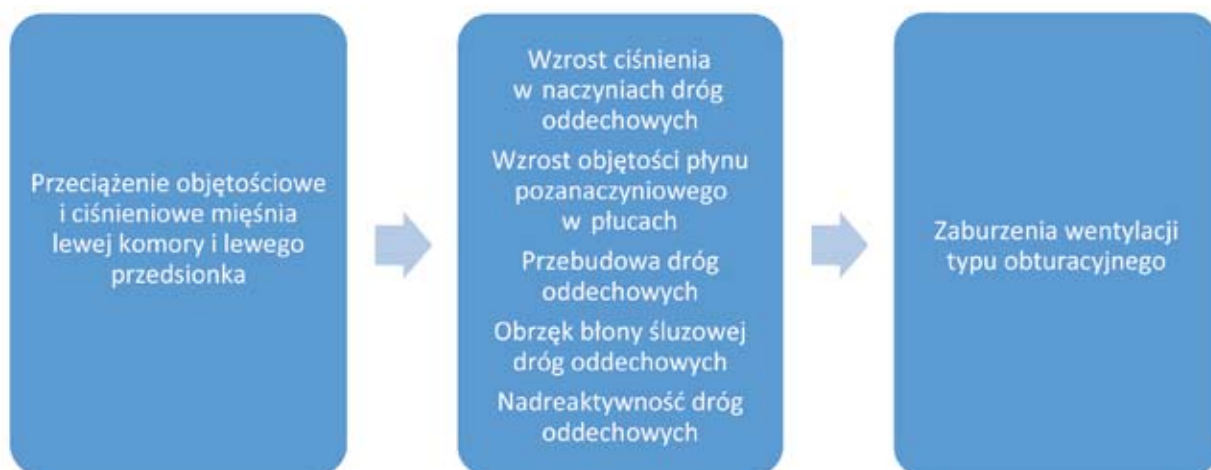 Przeciążenie objętościowe
i ciśnieniowe mięśnia
lewej komory i lewego
przedsionka
Wzrost ciśnienia
w naczyniach dróg
oddechowych
Wzrost objętości płynu
pozanaczyniowego
w płucach
Przebudowa dróg
oddechowych
Obrzęk błony śluzowej
dróg oddechowych
Nadreaktywność dróg
oddechowych
Zaburzenia wentylacji
typu obturacyjnego